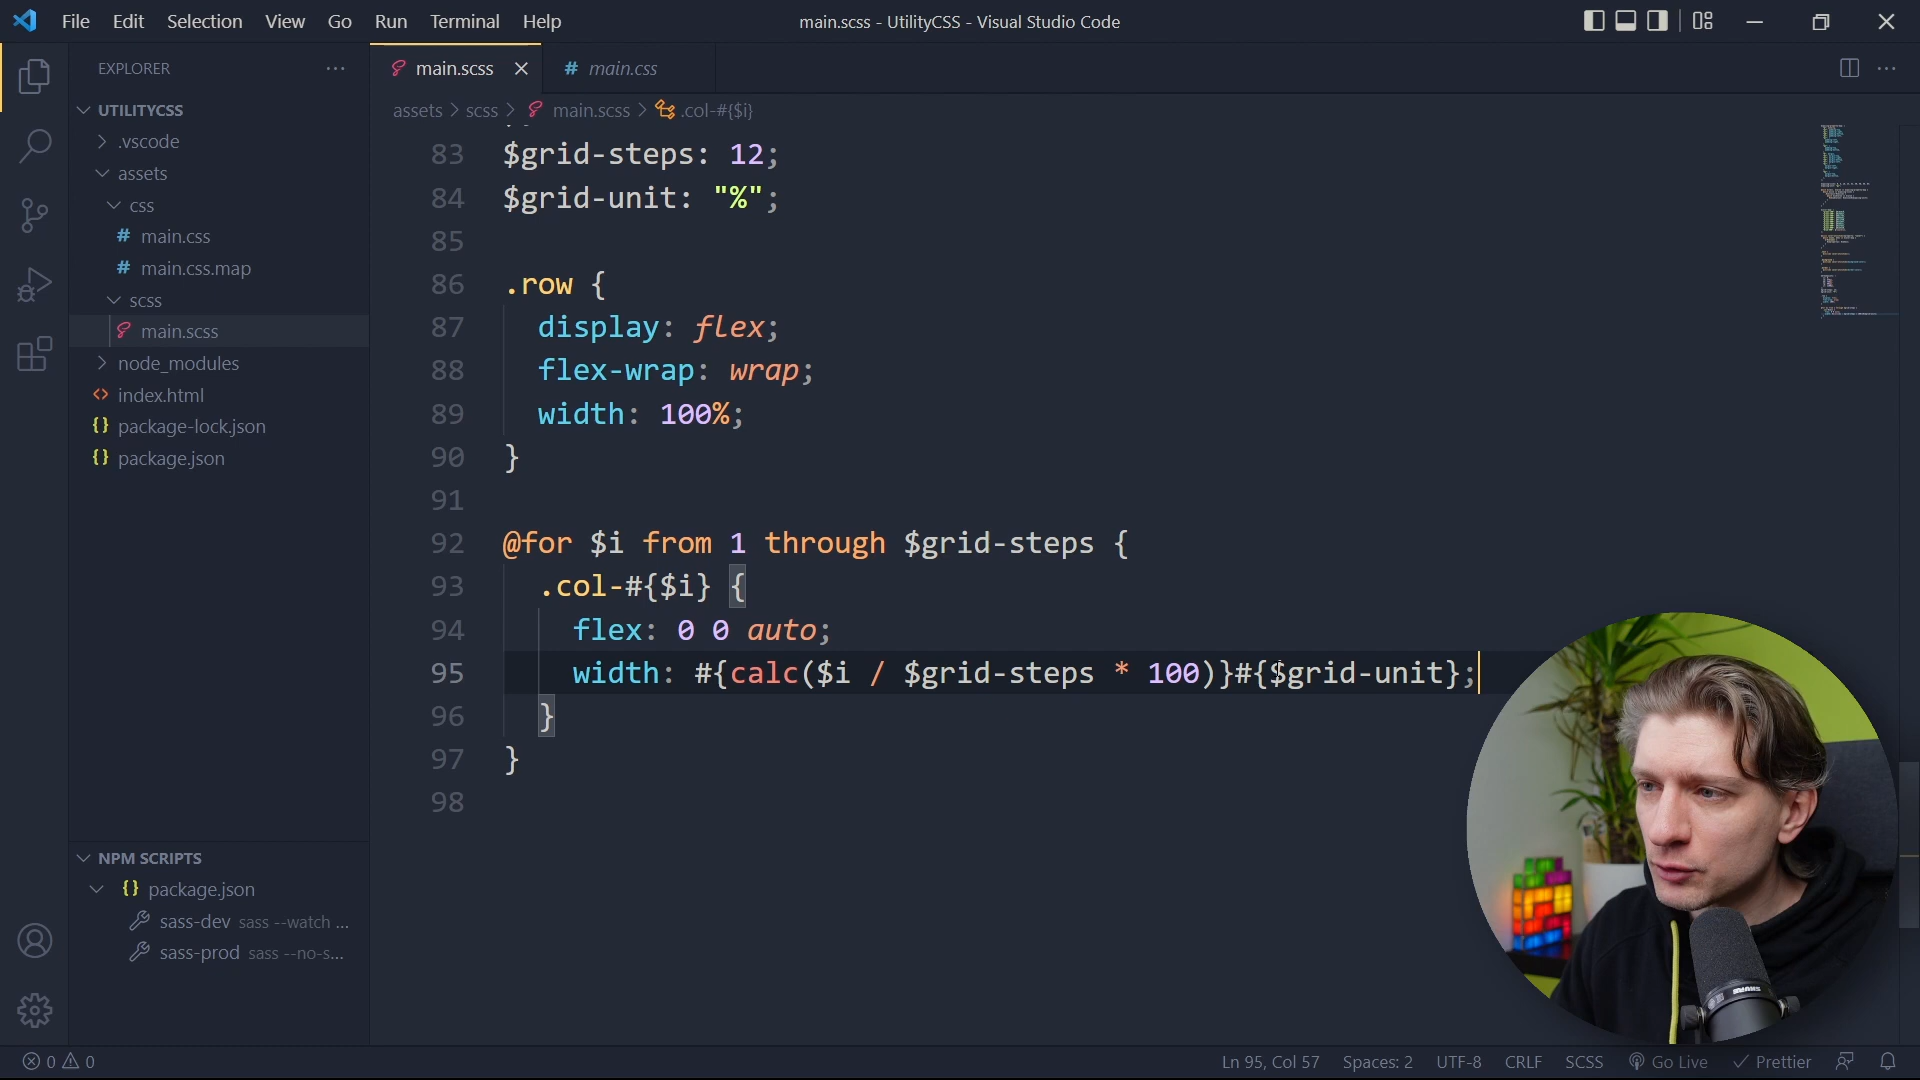 File Edit Selection View Go Run Terminal Help
main.scss - UtilityCSS - Visual Studio Code
EXPLORER
UTILITYCSS
.vscode
assets
css
main.css
main.css.map
scss
main.scss
node_modules
index.html
package-lock.json
package.json
NPM SCRIPTS
package.json
sass-dev sass --watch ...
sass-prod sass --no-s...
main.scss
main.css
assets > scss > main.scss > .col-#{$i}
83 $grid-steps: 12;
84 $grid-unit: "%";
85
86 .row {
87 display: flex;
88 flex-wrap: wrap;
89 width: 100%;
90 }
91
92 @for $i from 1 through $grid-steps {
93 .col-#{$i} {
94 flex: 0 0 auto;
95 width: #{calc($i / $grid-steps * 100)}#{$grid-unit};
96 }
97 }
98
SHURE
0 0
Ln 95, Col 57 Spaces: 2 UTF-8 CRLF SCSS Go Live Prettier